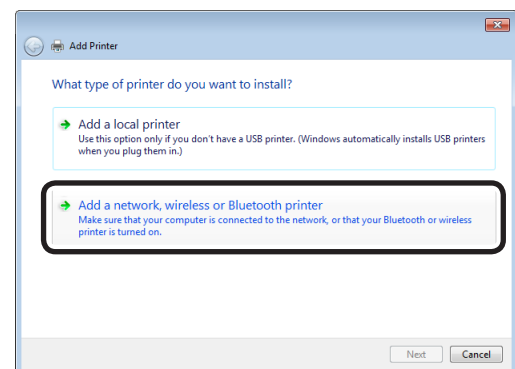 Add Printer
What type of printer do you want to install?
Add a local printer
Use this option only if you don't have a USB printer. (Windows automatically installs USB printers
when you plug them in.)
Add a network, wireless or Bluetooth printer
Make sure that your computer is connected to the network, or that your Bluetooth or wireless
printer is turned on.
Next Cancel